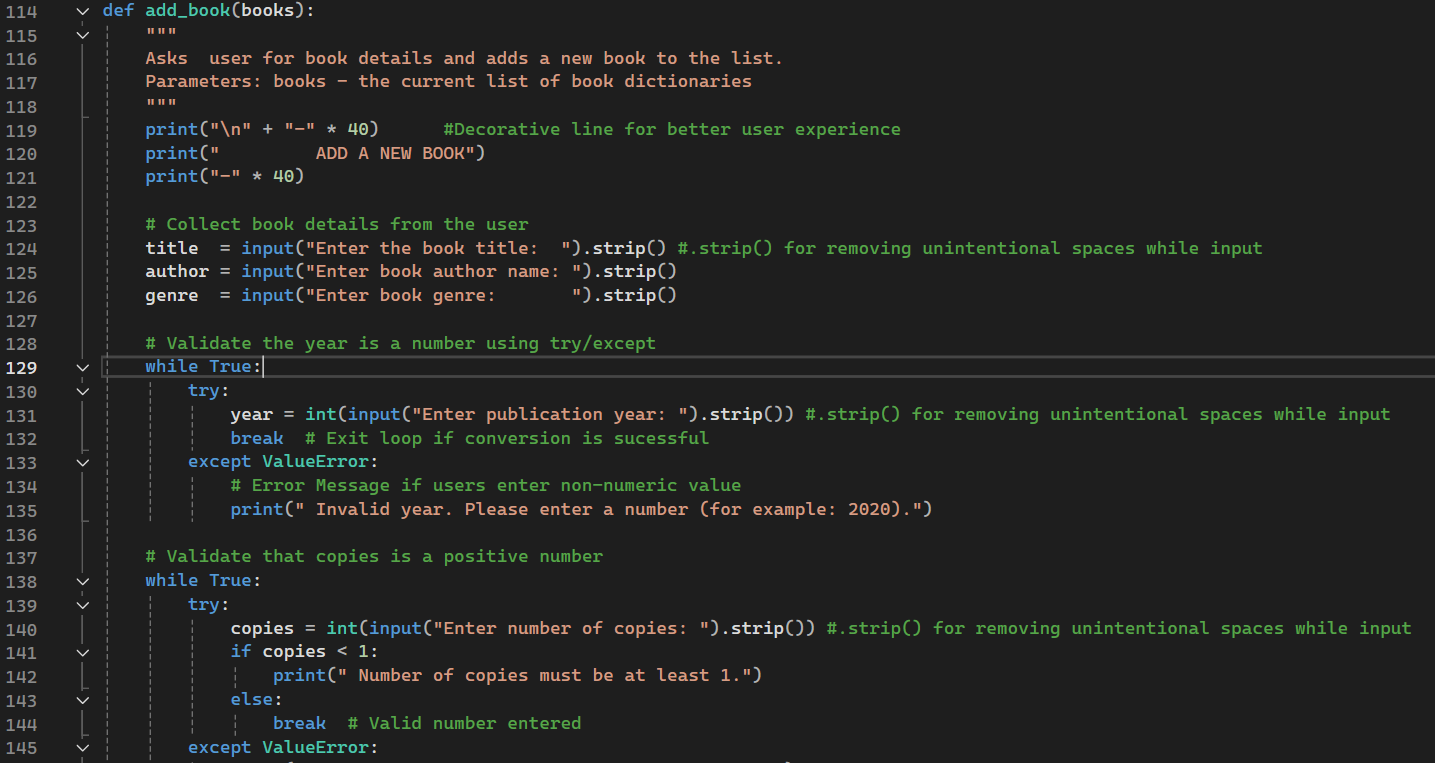 114 def add_book(books):
115     """
116     Asks  user for book details and adds a new book to the list.
117     Parameters: books - the current list of book dictionaries
118     """
119     print("\n" + "-" * 40)      #Decorative line for better user experience
120     print("         ADD A NEW BOOK")
121     print("-" * 40)
122
123     # Collect book details from the user
124     title  = input("Enter the book title:  ").strip() #.strip() for removing unintentional spaces while input
125     author = input("Enter book author name: ").strip()
126     genre  = input("Enter book genre:       ").strip()
127
128     # Validate the year is a number using try/except
129     while True:
130         try:
131             year = int(input("Enter publication year: ").strip()) #.strip() for removing unintentional spaces while input
132             break  # Exit loop if conversion is sucessful
133         except ValueError:
134             # Error Message if users enter non-numeric value
135             print(" Invalid year. Please enter a number (for example: 2020).")
136
137     # Validate that copies is a positive number
138     while True:
139         try:
140             copies = int(input("Enter number of copies: ").strip()) #.strip() for removing unintentional spaces while input
141             if copies < 1:
142                 print(" Number of copies must be at least 1.")
143             else:
144                 break  # Valid number entered
145         except ValueError: